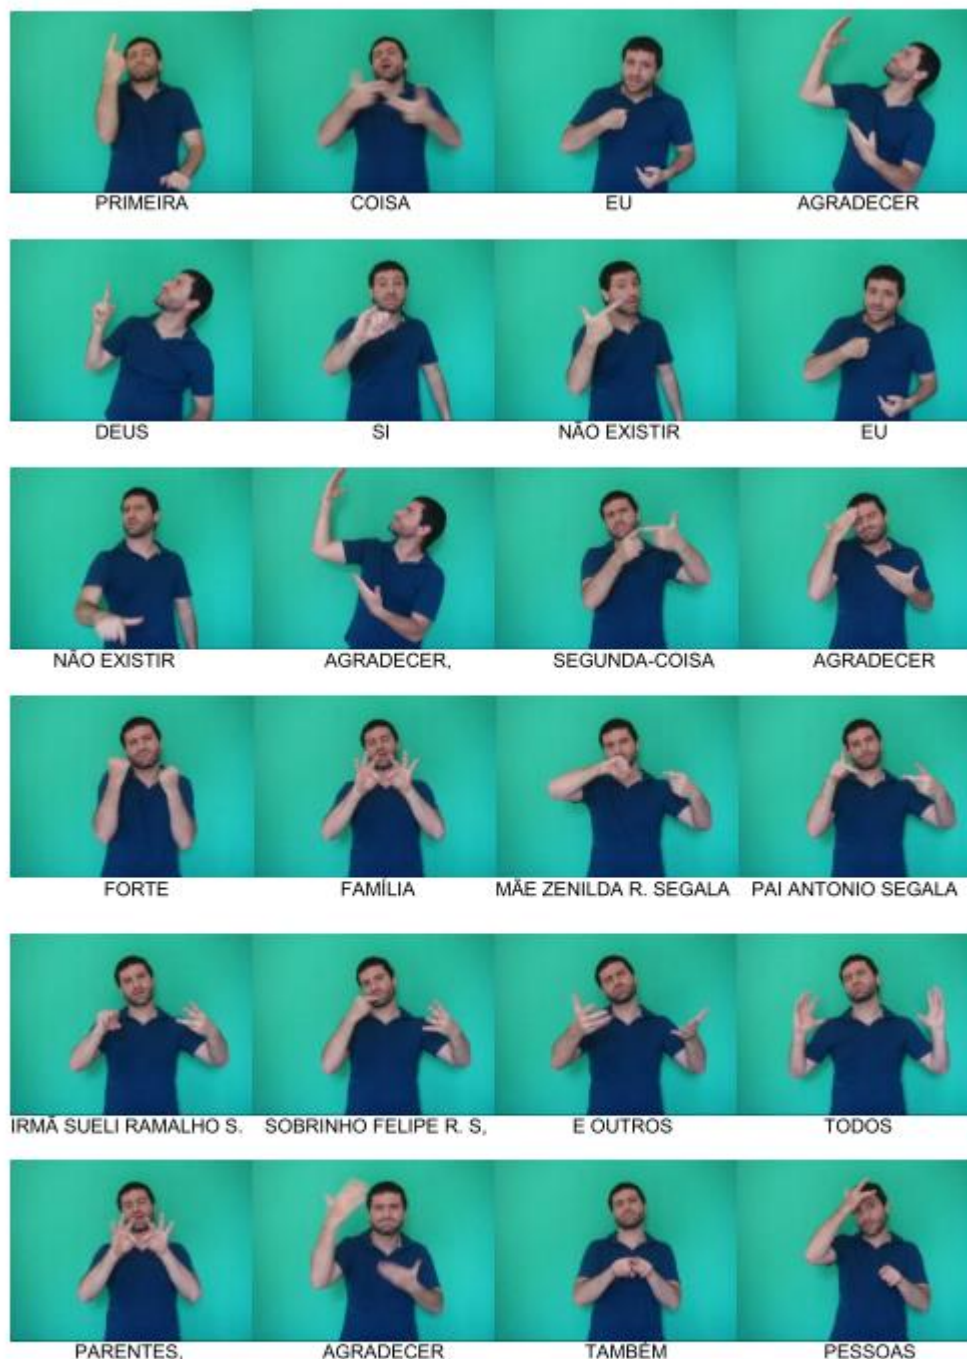 PRIMEIRA COISA EU AGRADECER
DEUS SI NÃO EXISTIR EU
NÃO EXISTIR AGRADECER, SEGUNDA-COISA AGRADECER
FORTE FAMÍLIA MÃE ZENILDA R. SEGALA PAI ANTONIO SEGALA
IRMÃ SUELI RAMALHO S. SOBRINHO FELIPE R. S, E OUTROS TODOS
PARENTES, AGRADECER TAMBÉM PESSOAS